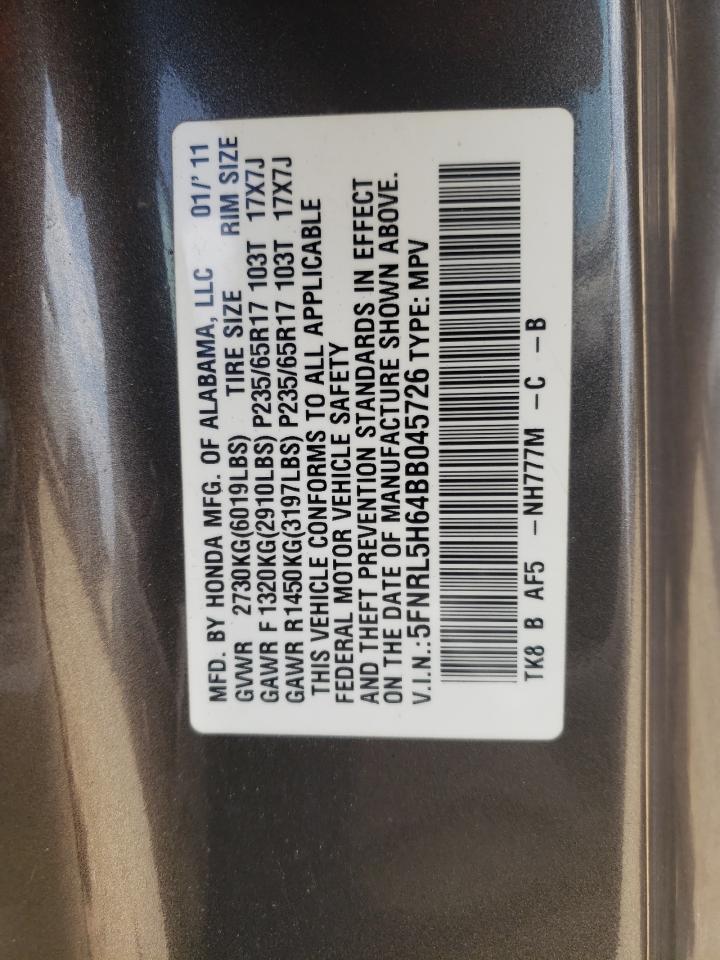 MFD. BY HONDA MFG. OF ALABAMA, LLC 01/'11
GVWR 2730KG(6019LBS) TIRE SIZE RIM SIZE
GAWR F 1320KG(2910LBS) P235/65R17 103T 17X7J
GAWR R1450KG(3197LBS) P235/65R17 103T 17X7J
THIS VEHICLE CONFORMS TO ALL APPLICABLE
FEDERAL MOTOR VEHICLE SAFETY
AND THEFT PREVENTION STANDARDS IN EFFECT
ON THE DATE OF MANUFACTURE SHOWN ABOVE.
V.I.N.:5FNRL5H64BB045726 TYPE: MPV
TK8 B AF5 -NH777M -C -B